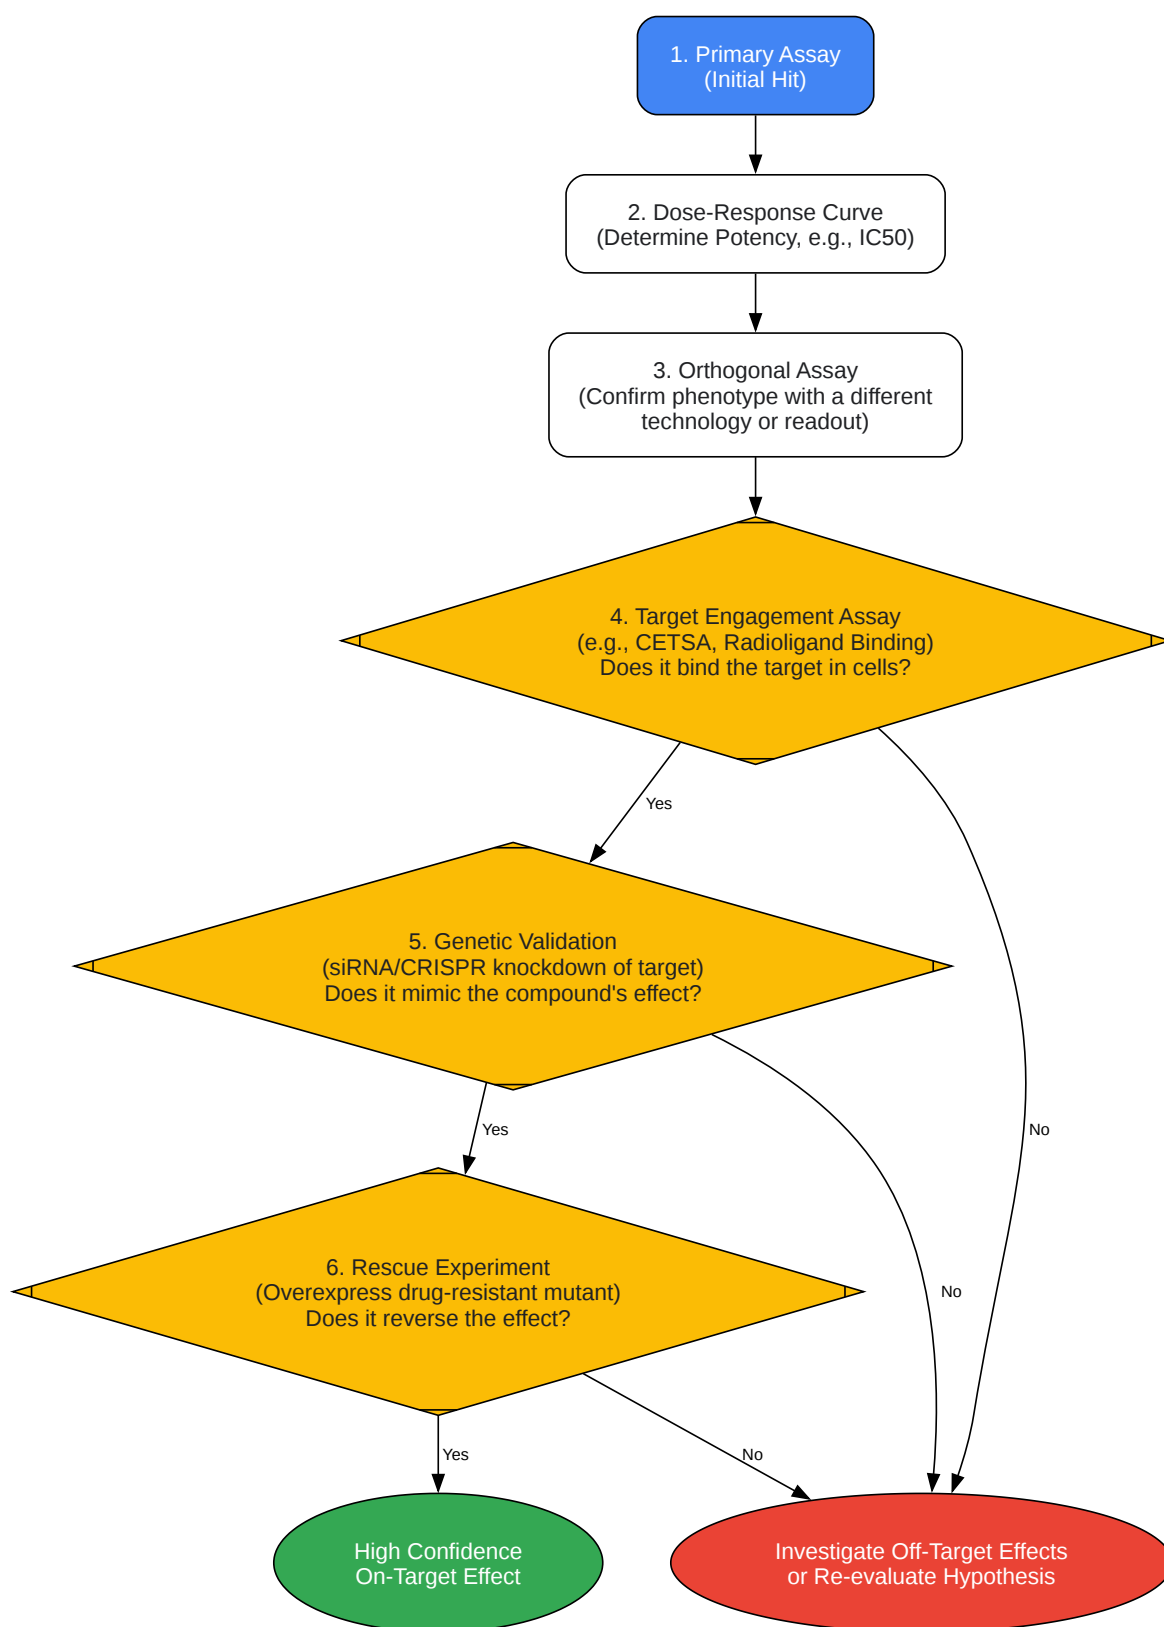 1. Primary Assay
(Initial Hit)
2. Dose-Response Curve
(Determine Potency, e.g., IC50)
3. Orthogonal Assay
(Confirm phenotype with a different
technology or readout)
4. Target Engagement Assay
(e.g., CETSA, Radioligand Binding)
Does it bind the target in cells?
Yes
5. Genetic Validation
(siRNA/CRISPR knockdown of target)
Does it mimic the compound's effect?
Yes
No
6. Rescue Experiment
(Overexpress drug-resistant mutant)
Does it reverse the effect?
No
Yes
No
High Confidence
On-Target Effect
Investigate Off-Target Effects
or Re-evaluate Hypothesis